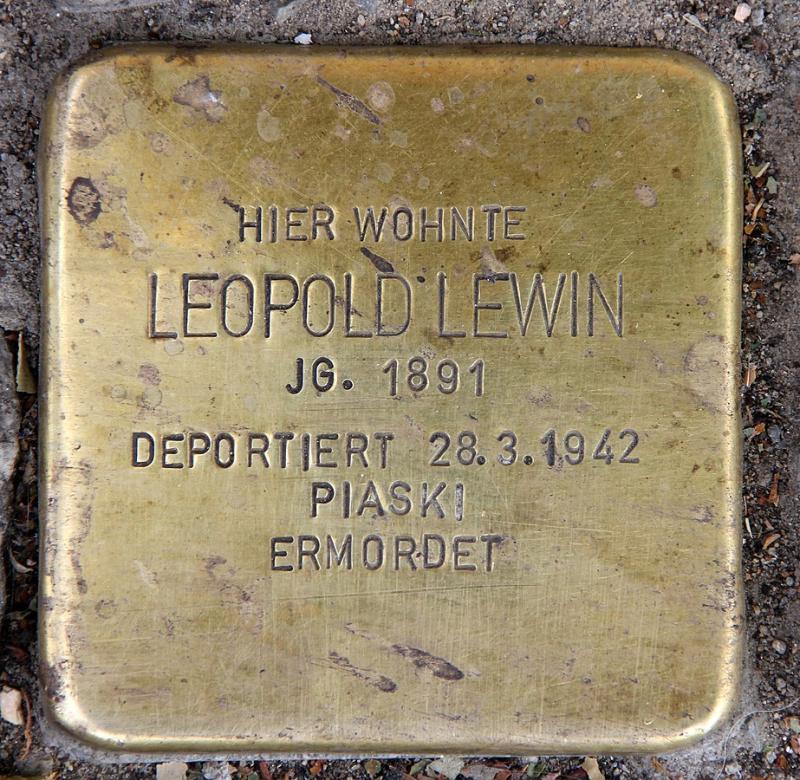 HIER WOHNTE
LEOPOLD LEWIN
JG. 1891
DEPORTIERT 28.3.1942
PIASKI
ERMORDET